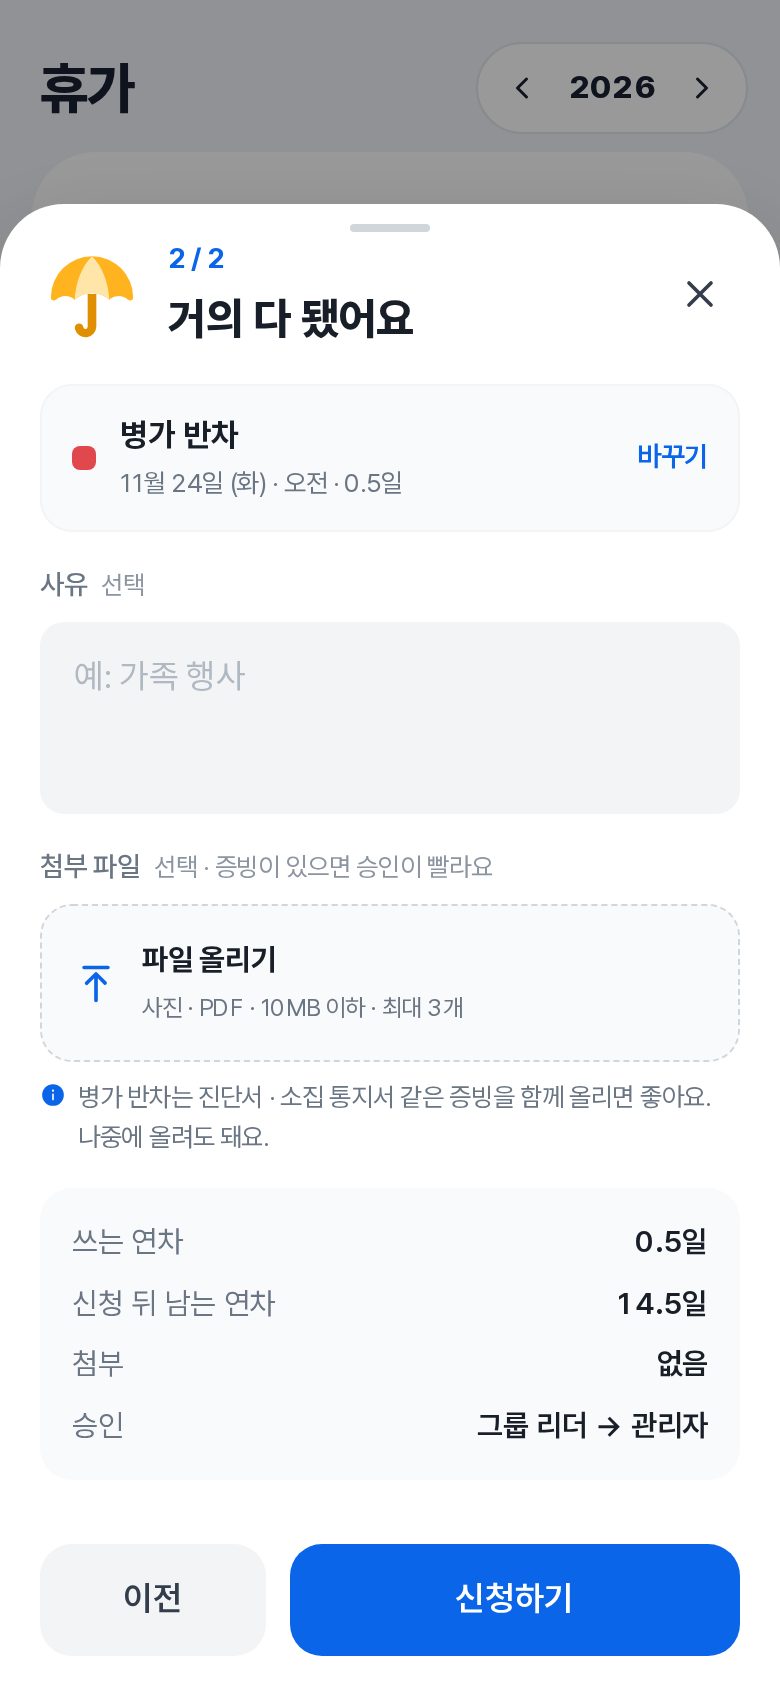 휴가
2026
2 / 2
거의 다 됐어요
병가 반차
바꾸기
11월 24일 (화) · 오전 · 0.5일
사유 선택
예: 가족 행사
첨부 파일 선택 · 증빙이 있으면 승인이 빨라요
파일 올리기
사진 · PDF · 10MB 이하 · 최대 3개
병가 반차는 진단서 · 소집 통지서 같은 증빙을 함께 올리면 좋아요.
나중에 올려도 돼요.
쓰는 연차 0.5일
신청 뒤 남는 연차 14.5일
첨부 없음
승인 그룹 리더 → 관리자
이전 신청하기